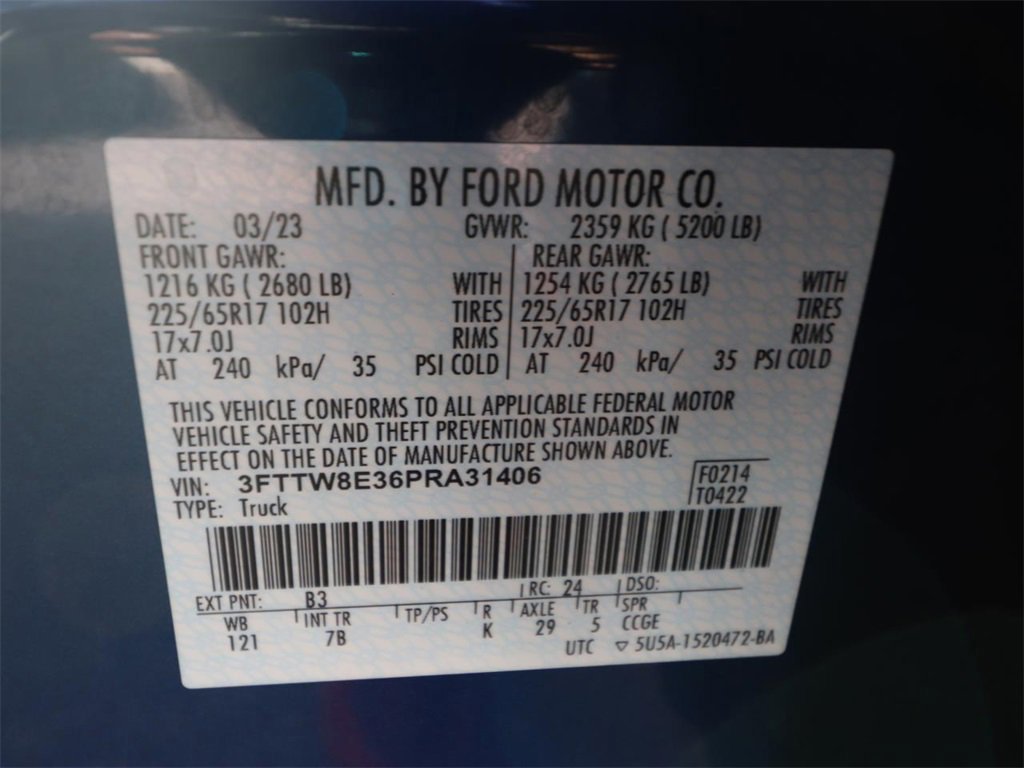 MFD. BY FORD MOTOR CO.
DATE: 03/23 GVWR: 2359 KG ( 5200 LB)
FRONT GAWR: REAR GAWR:
1216 KG ( 2680 LB) WITH 1254 KG ( 2765 LB) WITH
225/65R17 102H TIRES 225/65R17 102H TIRES
17x7.0J RIMS 17x7.0J RIMS
AT 240 kPa/ 35 PSI COLD AT 240 kPa/ 35 PSI COLD
THIS VEHICLE CONFORMS TO ALL APPLICABLE FEDERAL MOTOR
VEHICLE SAFETY AND THEFT PREVENTION STANDARDS IN
EFFECT ON THE DATE OF MANUFACTURE SHOWN ABOVE.
VIN: 3FTTW8E36PRA31406 F0214
TYPE: Truck T0422
EXT PNT: B3 RC: 24 DSO:
WB INT TR TP/PS R AXLE TR SPR
121 7B K 29 5 CCGE
UTC ▽ 5U5A-1520472-BA